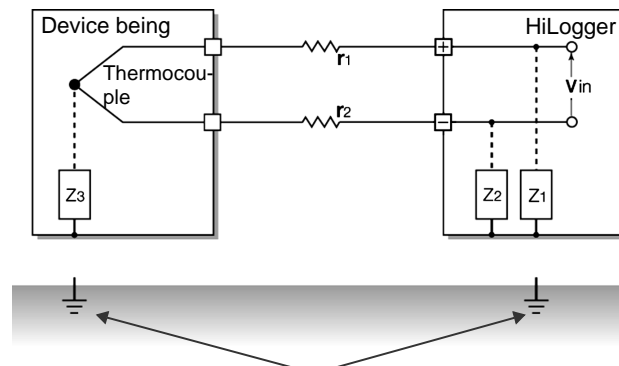 Device being
HiLogger
Thermocou-
ple
r1
r2
+
−
Vin
Z3
Z2
Z1